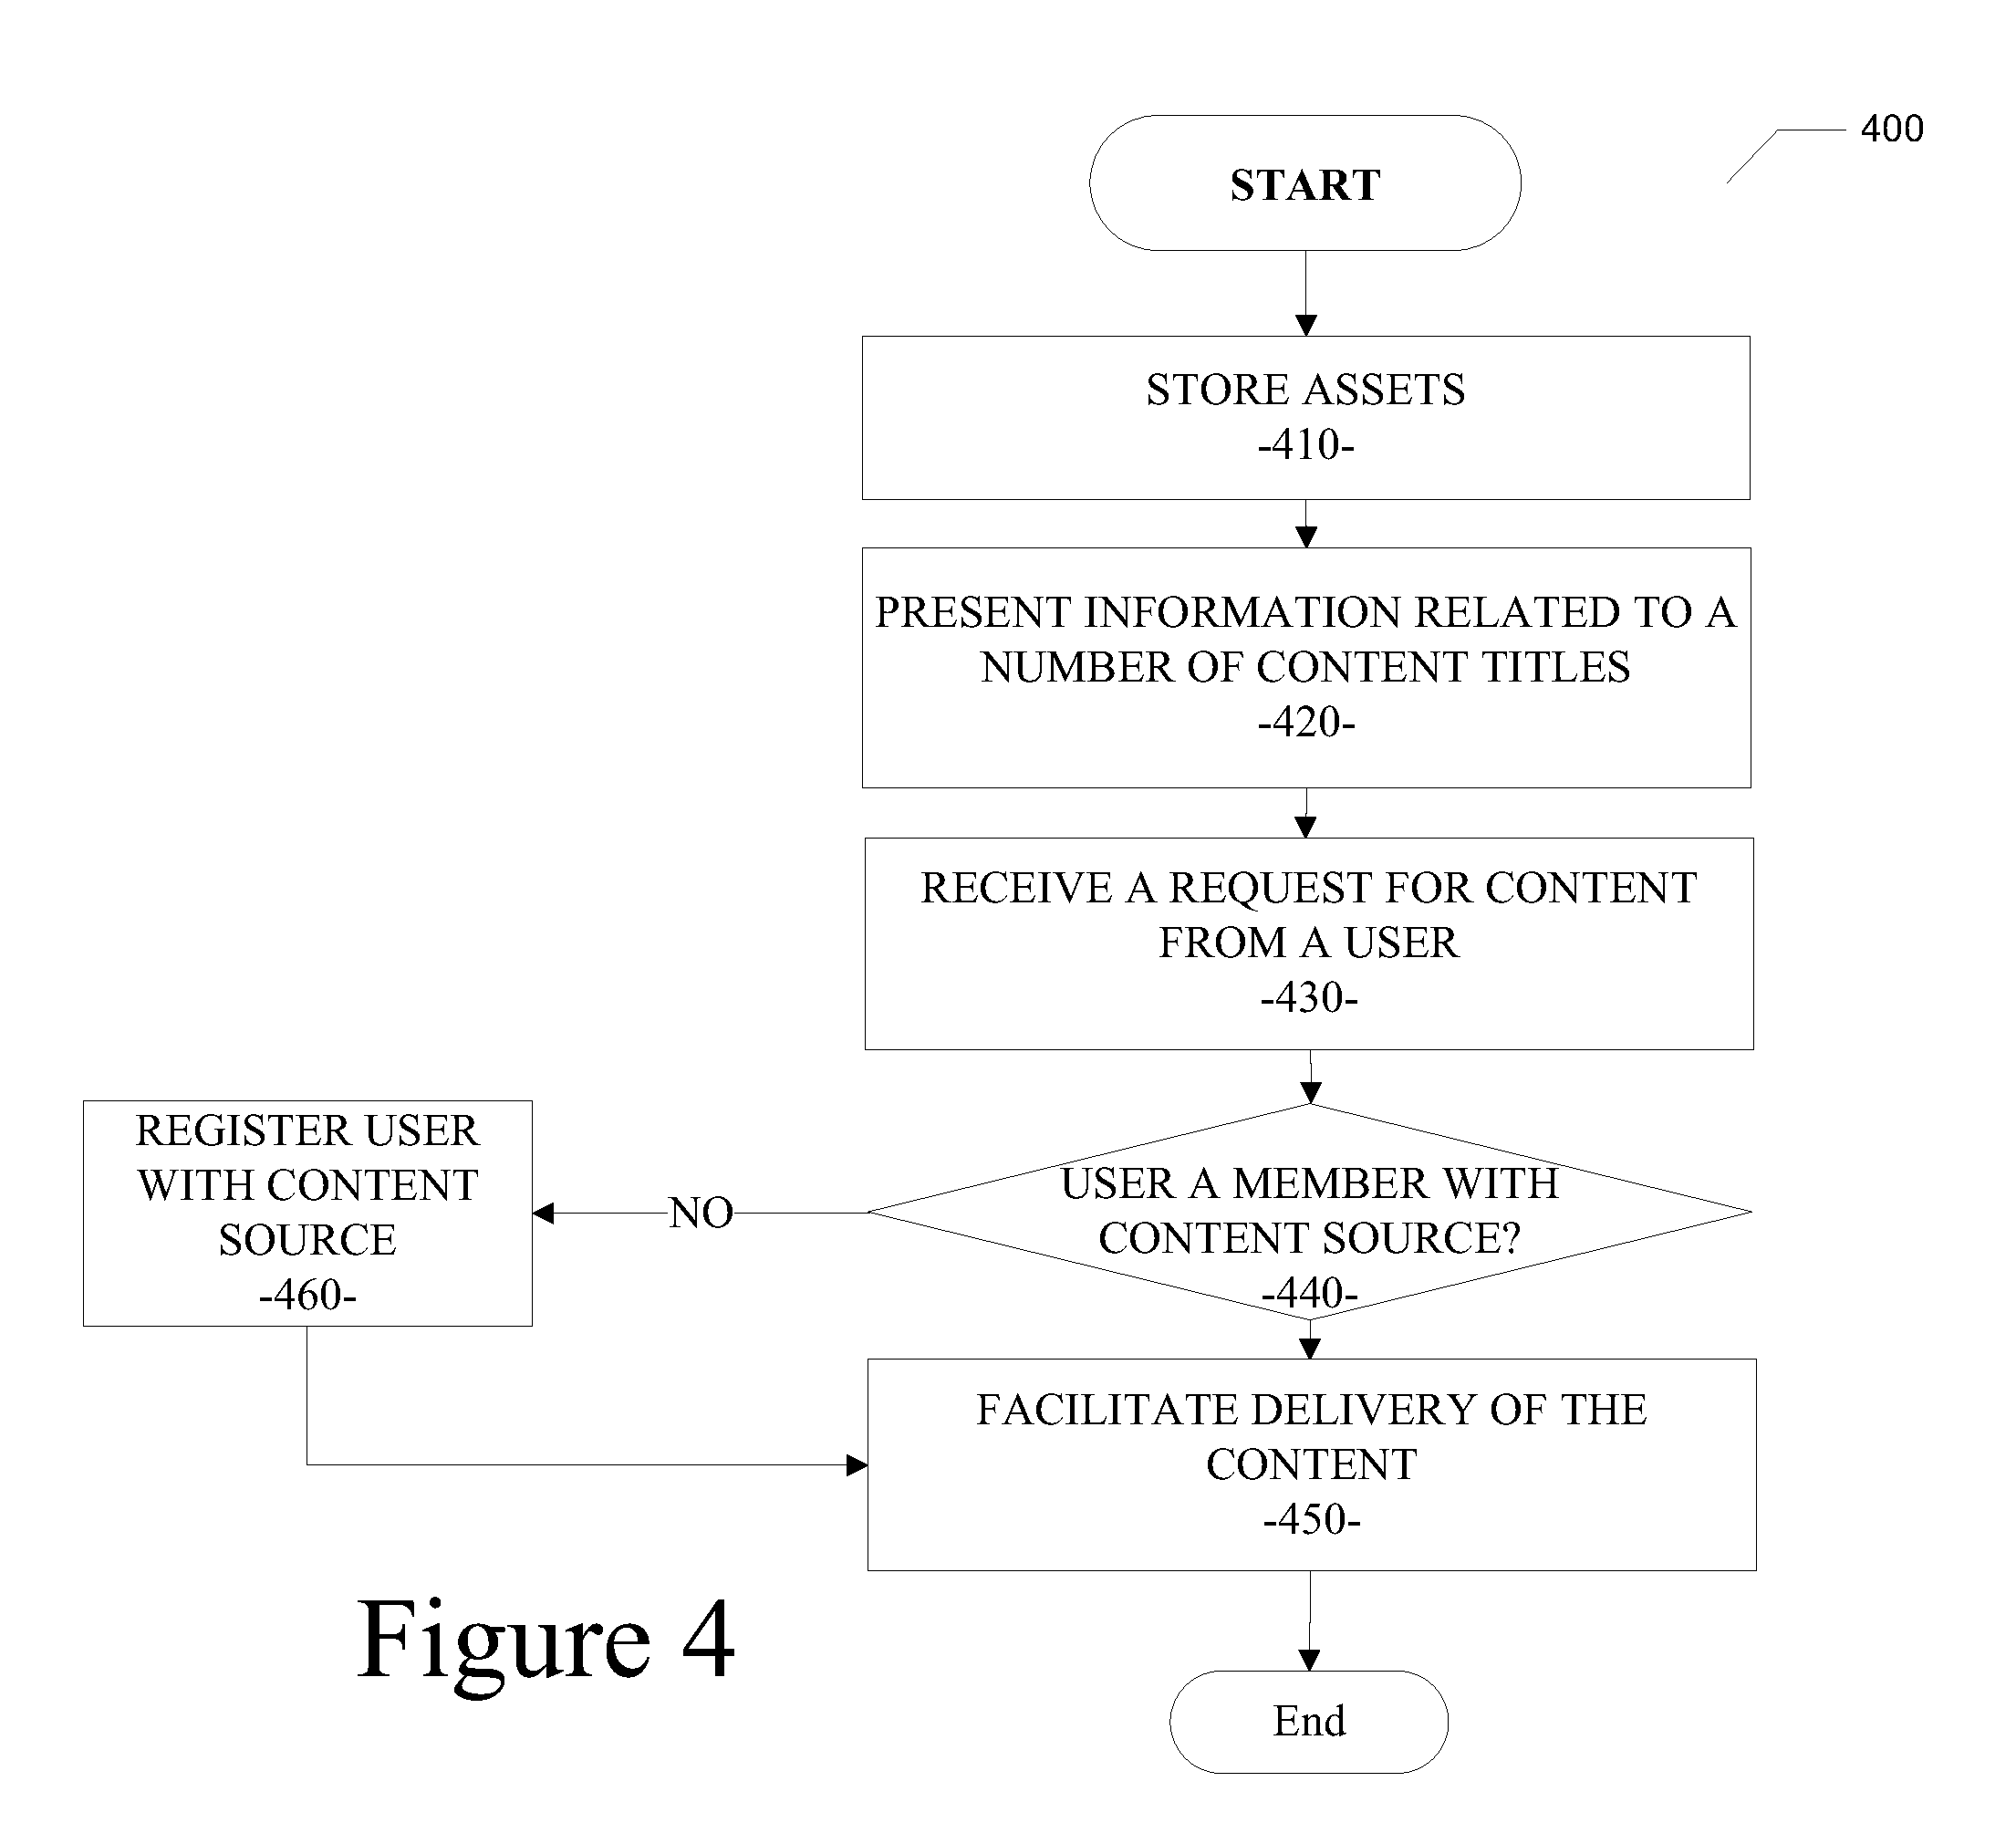 400
START
STORE ASSETS
-410-
PRESENT INFORMATION RELATED TO A
NUMBER OF CONTENT TITLES
-420-
RECEIVE A REQUEST FOR CONTENT
FROM A USER
-430-
USER A MEMBER WITH
CONTENT SOURCE?
-440-
NO
REGISTER USER
WITH CONTENT
SOURCE
-460-
FACILITATE DELIVERY OF THE
CONTENT
-450-
End
Figure 4